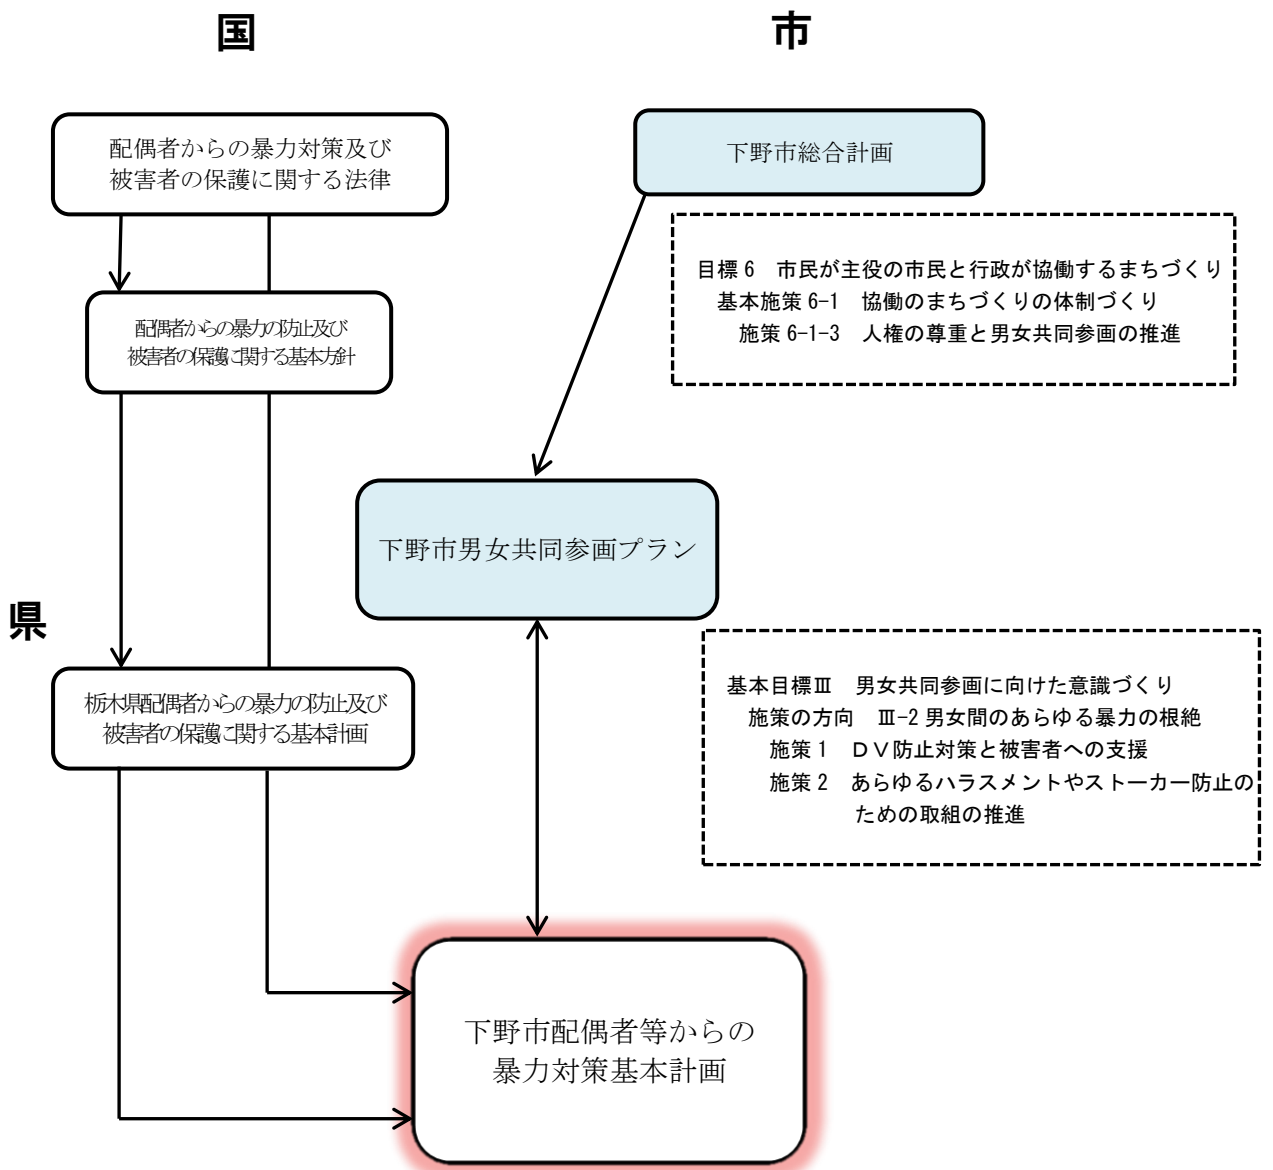 国
市
配偶者からの暴力対策及び
被害者の保護に関する法律
下野市総合計画
目標６　市民が主役の市民と行政が協働するまちづくり
基本施策 6-1　協働のまちづくりの体制づくり
施策 6-1-3　人権の尊重と男女共同参画の推進
配偶者からの暴力の防止及び
被害者の保護に関する基本方針
下野市男女共同参画プラン
県
栃木県配偶者からの暴力の防止及び
被害者の保護に関する基本計画
基本目標Ⅲ　男女共同参画に向けた意識づくり
施策の方向　Ⅲ-2 男女間のあらゆる暴力の根絶
施策１　ＤＶ防止対策と被害者への支援
施策２　あらゆるハラスメントやストーカー防止の
ための取組の推進
下野市配偶者等からの
暴力対策基本計画